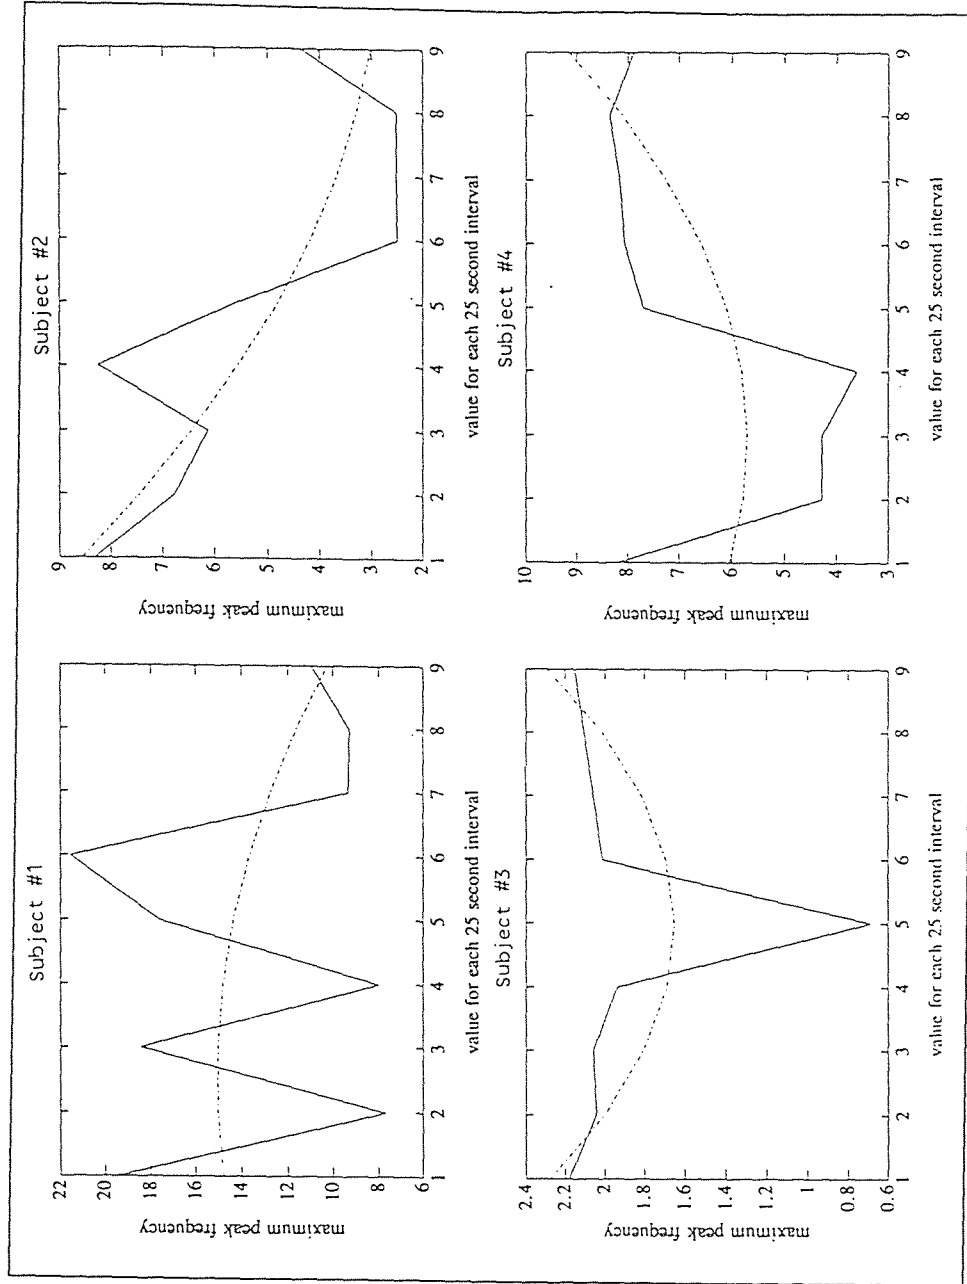 Subject #1
22
20
18
16
14
12
10
8
6
maximum peak frequency
1 2 3 4 5 6 7 8 9
value for each 25 second interval
Subject #2
9
8
7
6
5
4
3
2
maximum peak frequency
1 2 3 4 5 6 7 8 9
value for each 25 second interval
Subject #3
2.4
2.2
2
1.8
1.6
1.4
1.2
1
0.8
0.6
maximum peak frequency
1 2 3 4 5 6 7 8 9
value for each 25 second interval
Subject #4
10
9
8
7
6
5
4
3
maximum peak frequency
1 2 3 4 5 6 7 8 9
value for each 25 second interval